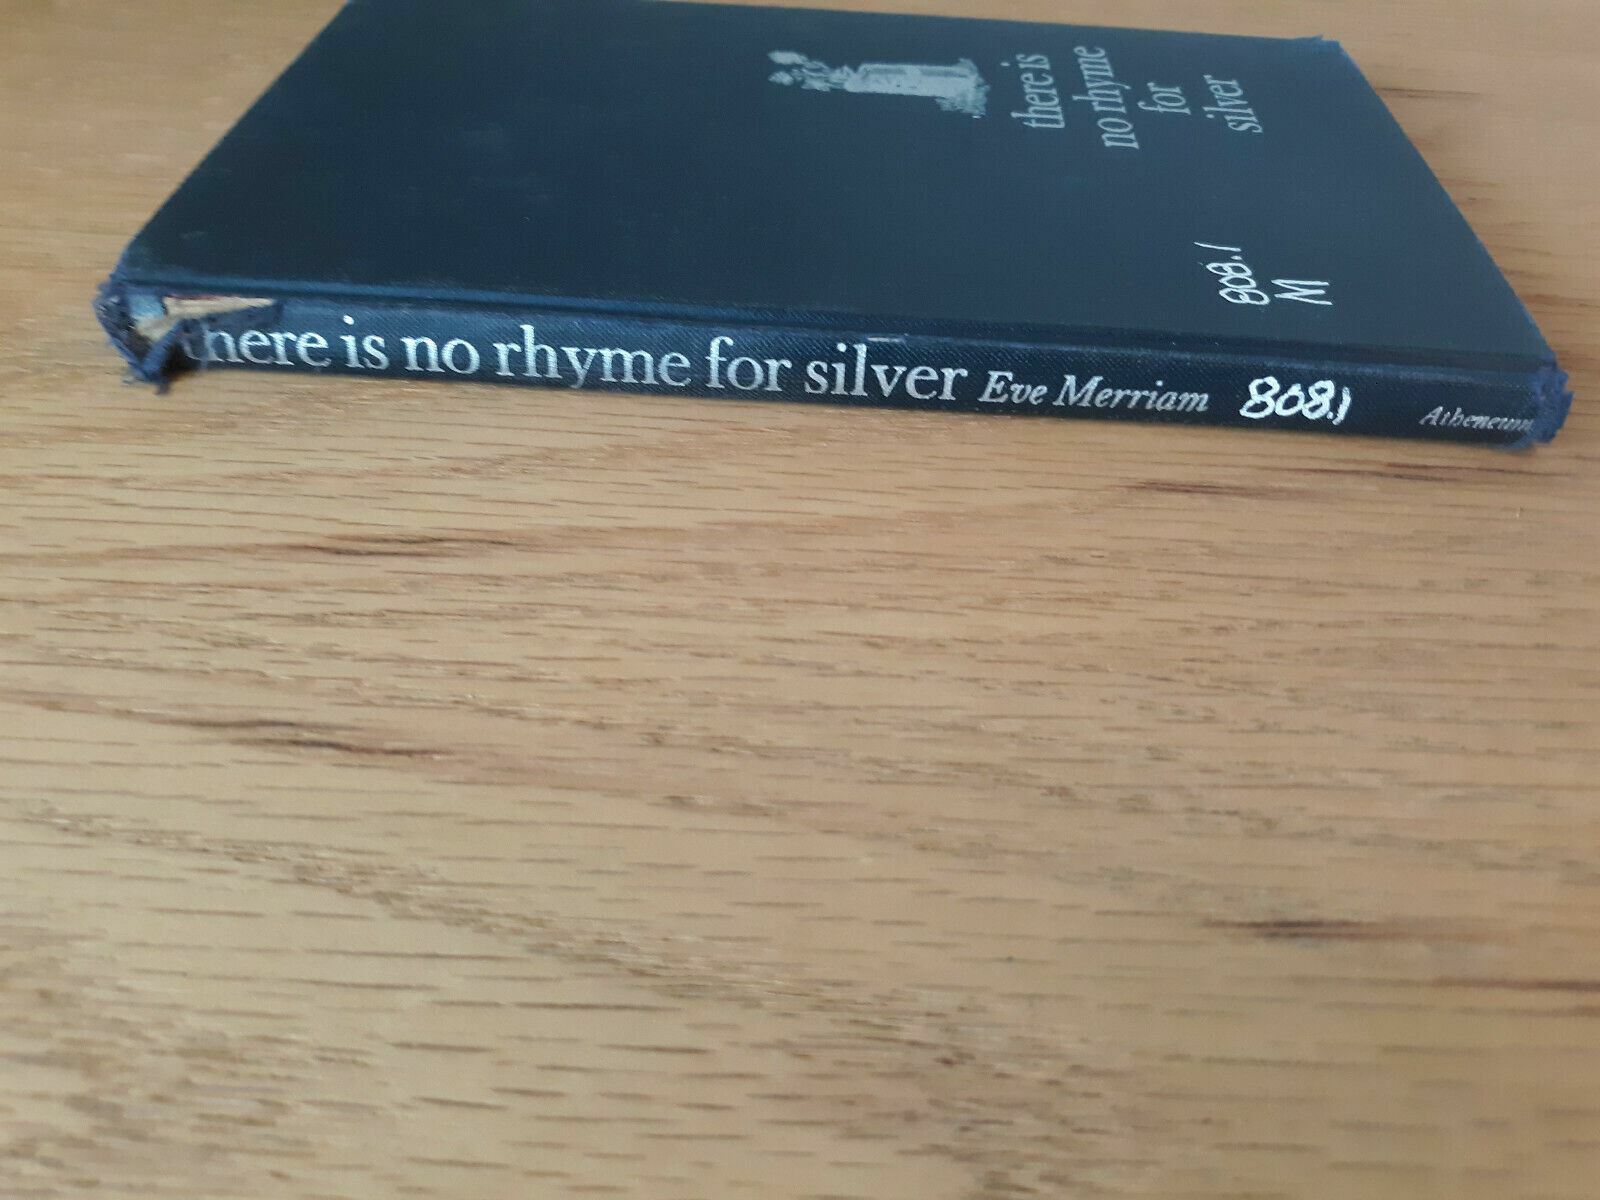 there is
no rhyme
for
silver
808.1
M
there is no rhyme for silver Eve Merriam 808.1 Atheneum